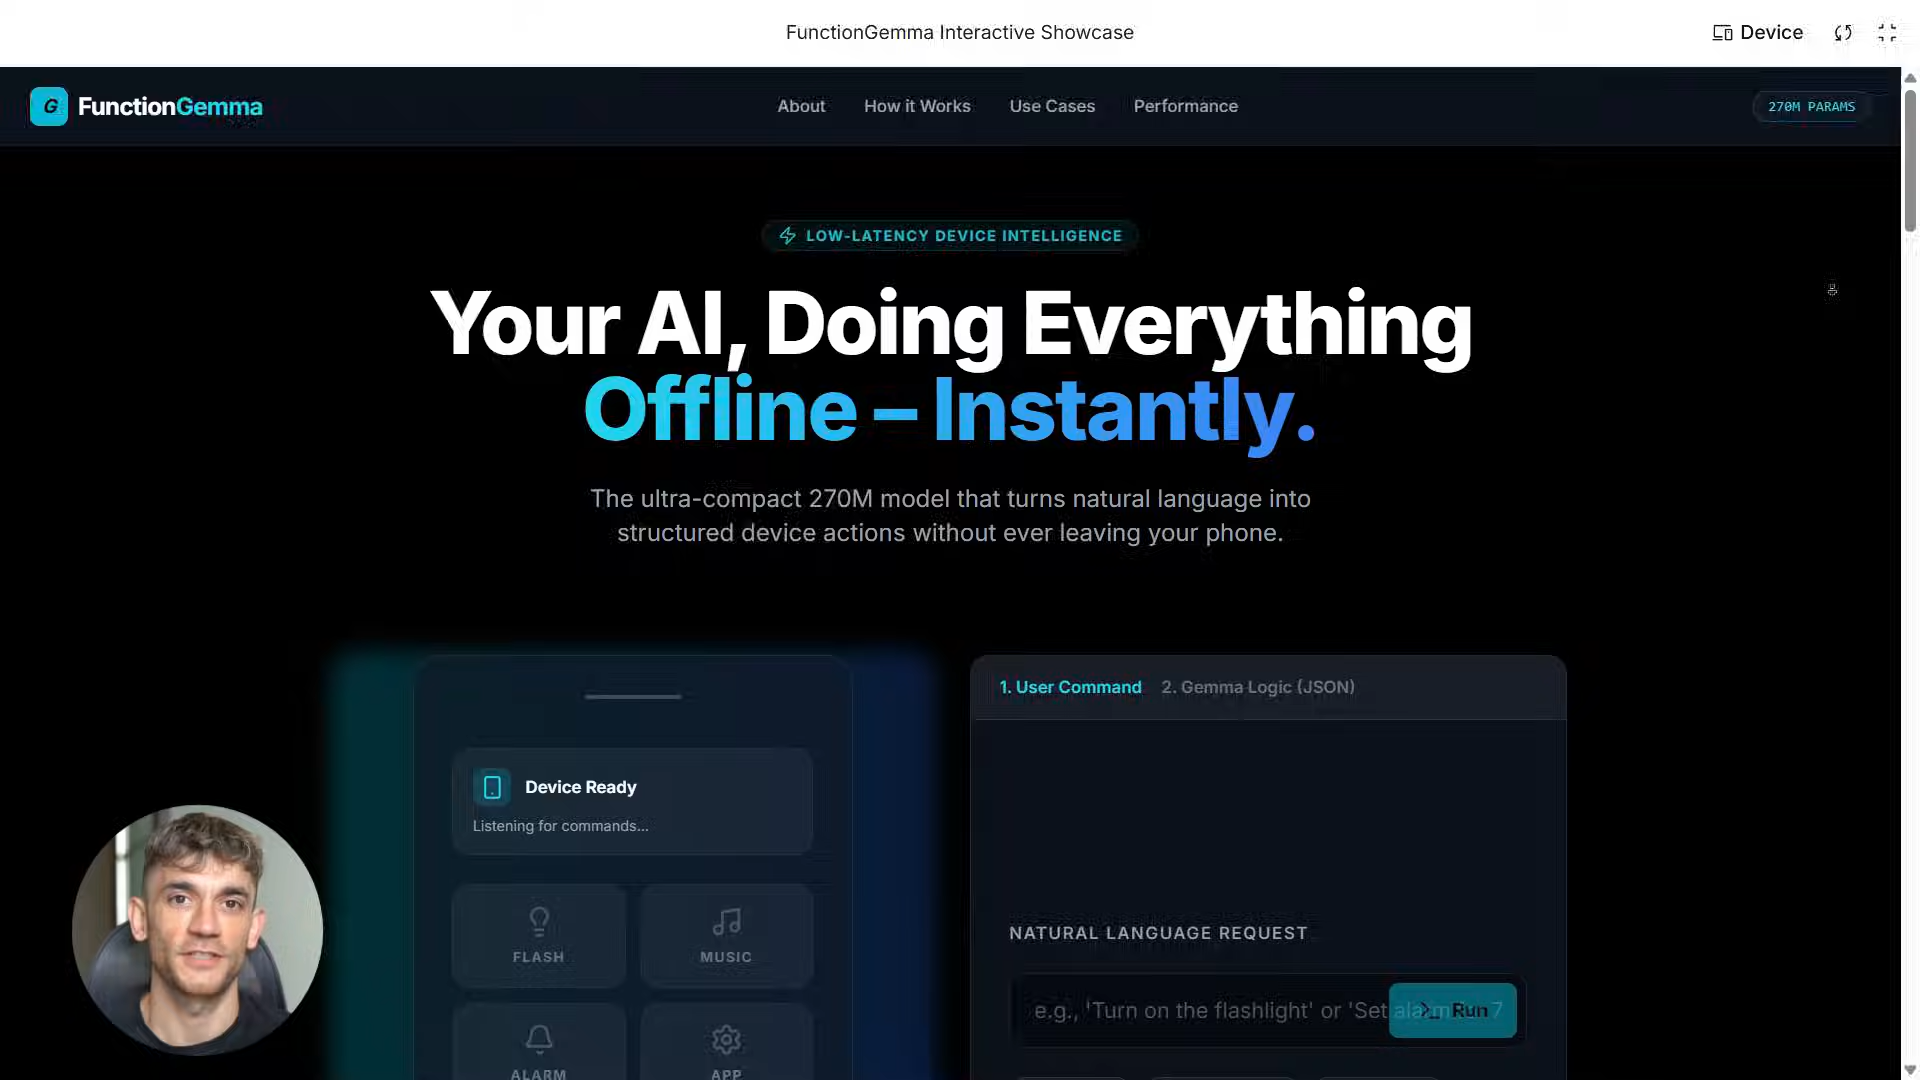 FunctionGemma Interactive Showcase
Device
G FunctionGemma
About
How it Works
Use Cases
Performance
270M PARAMS
LOW-LATENCY DEVICE INTELLIGENCE
Your AI, Doing Everything
Offline – Instantly.
The ultra-compact 270M model that turns natural language into
structured device actions without ever leaving your phone.
Device Ready
Listening for commands...
FLASH
MUSIC
ALARM
APP
1. User Command
2. Gemma Logic (JSON)
NATURAL LANGUAGE REQUEST
e.g., 'Turn on the flashlight' or 'Set alarm for 7
Run